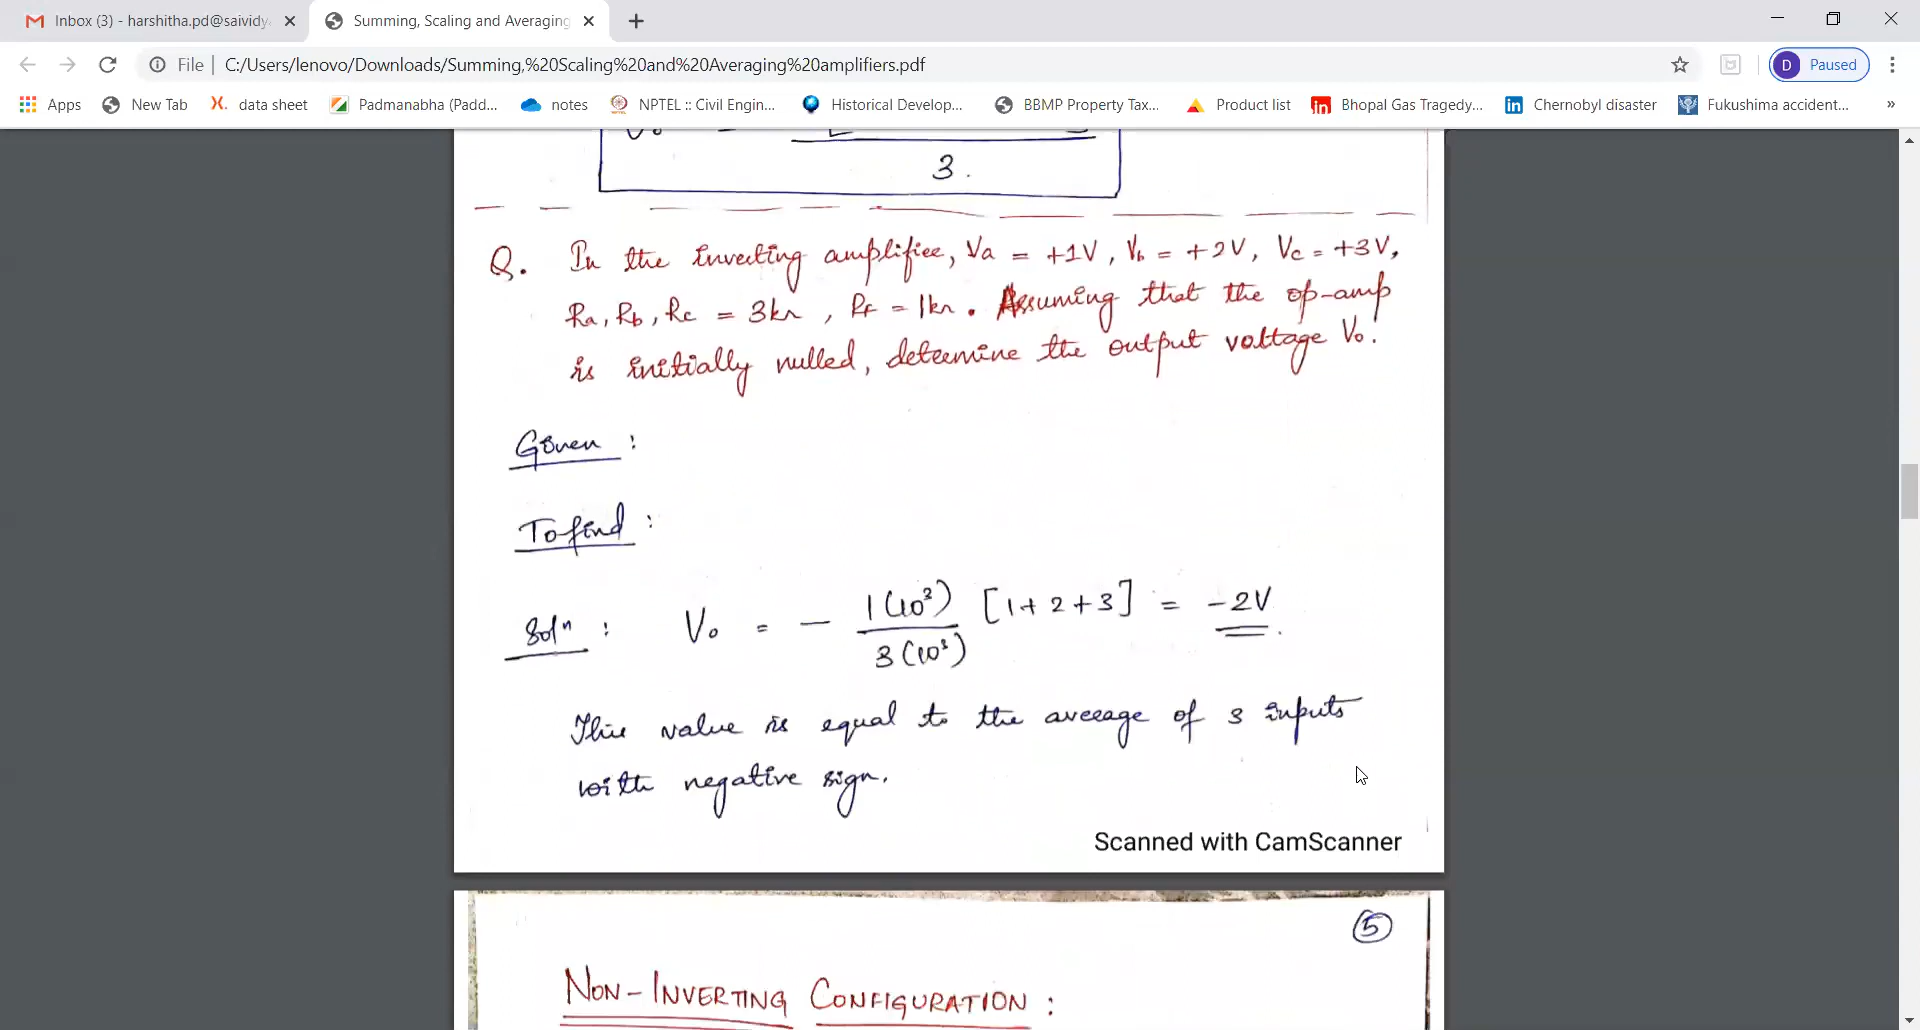 Inbox (3) - harshitha.pd@saividy
Summing, Scaling and Averaging
File | C:/Users/lenovo/Downloads/Summing,%20Scaling%20and%20Averaging%20amplifiers.pdf
D Paused
Apps New Tab data sheet Padmanabha (Padd... notes NPTEL :: Civil Engin... Historical Develop... BBMP Property Tax... Product list Bhopal Gas Tragedy... Chernobyl disaster Fukushima accident... »
3.
Q. In the inverting amplifier, Va = +1V, Vb = +2V, Vc = +3V,
Ra, Rb, Rc = 3kΩ, RF = 1kΩ. Assuming that the op-amp
is initially nulled, determine the output voltage Vo.
Given :
To find :
Solⁿ : Vo = - 1(10³) / 3(10³) [1+2+3] = -2V.
This value is equal to the average of 3 inputs
with negative sign.
Scanned with CamScanner
5
NON-INVERTING CONFIGURATION :